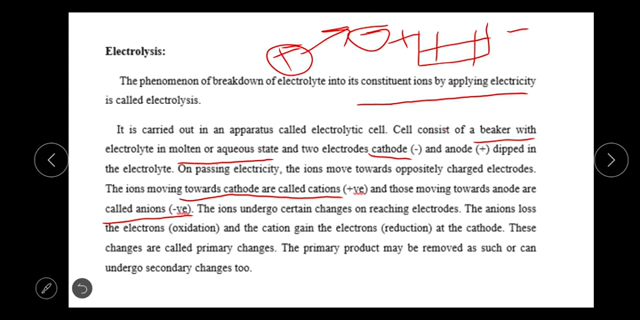 Electrolysis:
The phenomenon of breakdown of electrolyte into its constituent ions by applying electricity
is called electrolysis.
It is carried out in an apparatus called electrolytic cell. Cell consist of a beaker with
electrolyte in molten or aqueous state and two electrodes cathode (-) and anode (+) dipped in
the electrolyte. On passing electricity, the ions move towards oppositely charged electrodes.
The ions moving towards cathode are called cations (+ve) and those moving towards anode are
called anions (-ve). The ions undergo certain changes on reaching electrodes. The anions loss
the electrons (oxidation) and the cation gain the electrons (reduction) at the cathode. These
changes are called primary changes. The primary product may be removed as such or can
undergo secondary changes too.